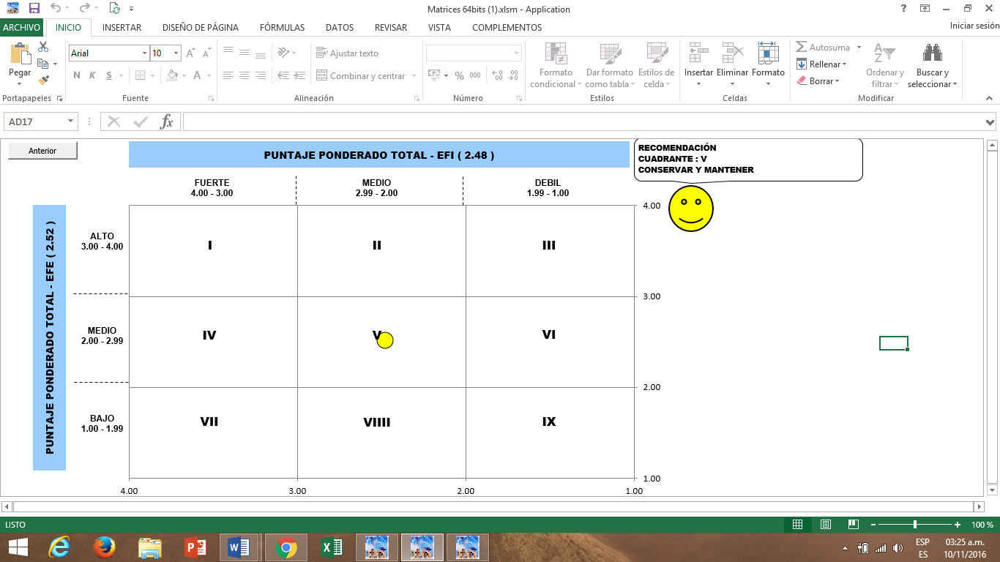 Matrices 64bits (1).xlsm - Application
ARCHIVO INICIO INSERTAR DISEÑO DE PÁGINA FÓRMULAS DATOS REVISAR VISTA COMPLEMENTOS Iniciar sesión
Arial 10
Pegar
N K S
Ajustar texto
Combinar y centrar
% 000
Formato condicional
Dar formato como tabla
Estilos de celda
Insertar Eliminar Formato
Autosuma
Rellenar
Borrar
Ordenar y filtrar
Buscar y seleccionar
Portapapeles Fuente Alineación Número Estilos Celdas Modificar
AD17 fx
Anterior
PUNTAJE PONDERADO TOTAL - EFI ( 2.48 )
RECOMENDACIÓN
CUADRANTE : V
CONSERVAR Y MANTENER
FUERTE MEDIO DEBIL
4.00 - 3.00 2.99 - 2.00 1.99 - 1.00
PUNTAJE PONDERADO TOTAL - EFE ( 2.52 )
4.00
ALTO
3.00 - 4.00
I II III
3.00
MEDIO
2.00 - 2.99
IV V VI
2.00
BAJO
1.00 - 1.99
VII VIIII IX
1.00
4.00 3.00 2.00 1.00
LISTO 100 %
ESP
ES
03:25 a.m.
10/11/2016